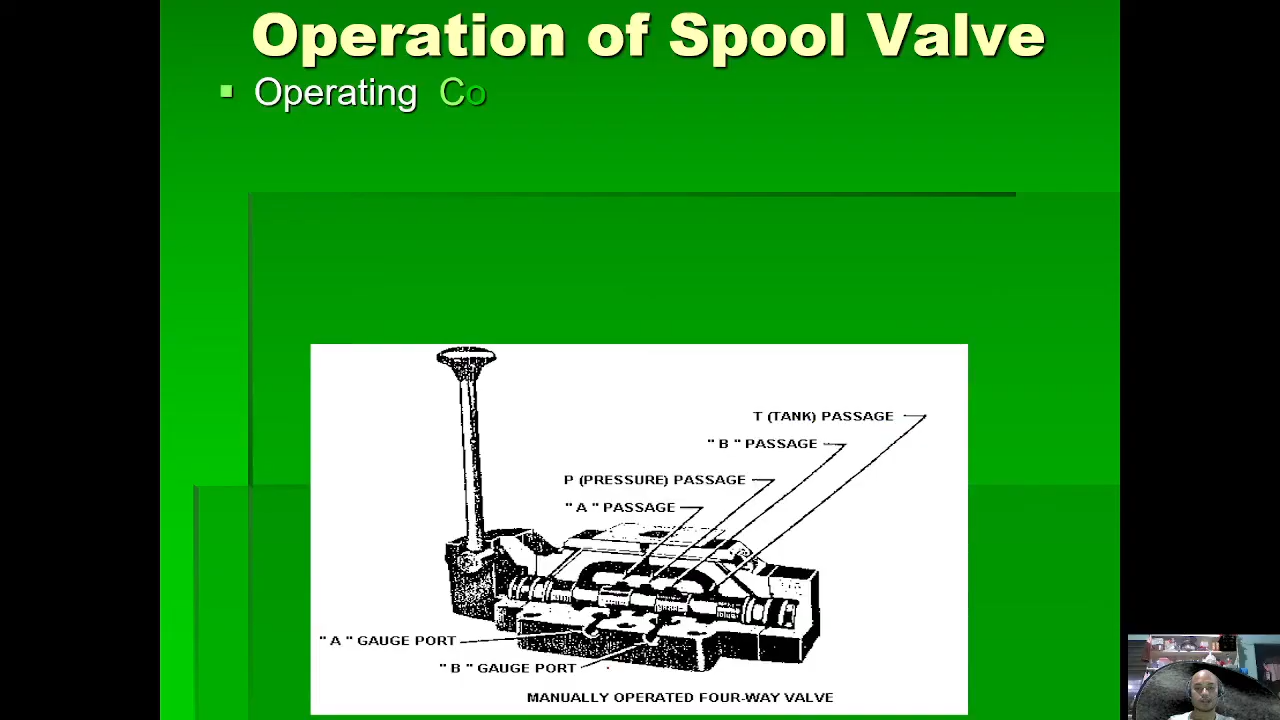 Operation of Spool Valve
▪ Operating Co
T (TANK) PASSAGE
" B " PASSAGE
P (PRESSURE) PASSAGE
" A " PASSAGE
" A " GAUGE PORT
" B " GAUGE PORT
MANUALLY OPERATED FOUR-WAY VALVE